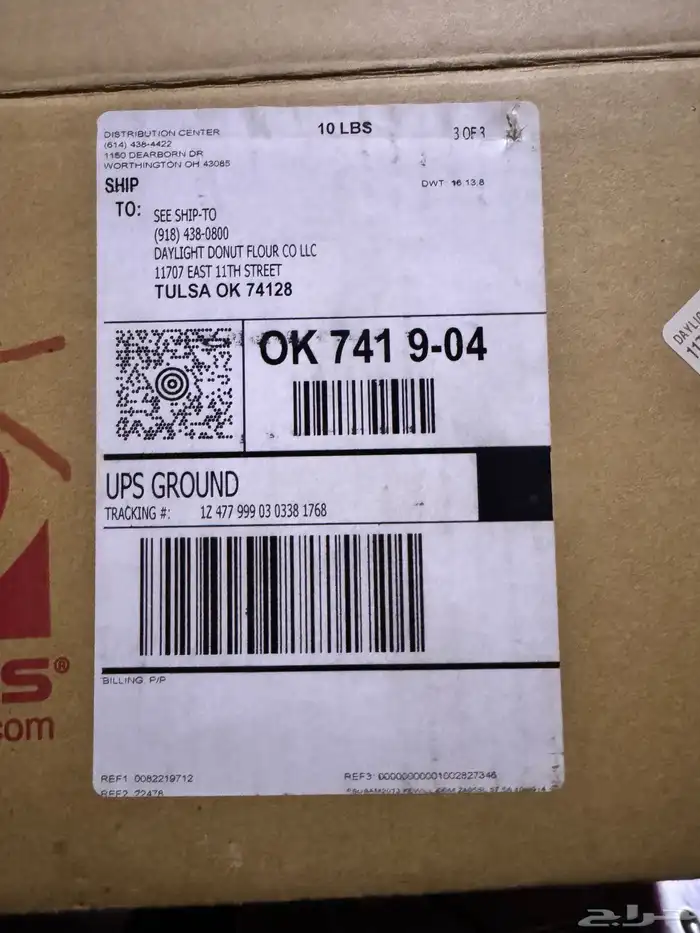 DISTRIBUTION CENTER
(614) 438-4422
1150 DEARBORN DR
WORTHINGTON OH 43085
10 LBS
3 OF 3
DWT 16.13.8
SHIP
TO:
SEE SHIP-TO
(918) 438-0800
DAYLIGHT DONUT FLOUR CO LLC
11707 EAST 11TH STREET
TULSA OK 74128
OK 741 9-04
UPS GROUND
TRACKING #: 1Z 477 999 03 0338 1768
BILLING: P/P
REF1 0082219712
REF3: 00000000001002827346
REF2 22476
S®
com
حراج